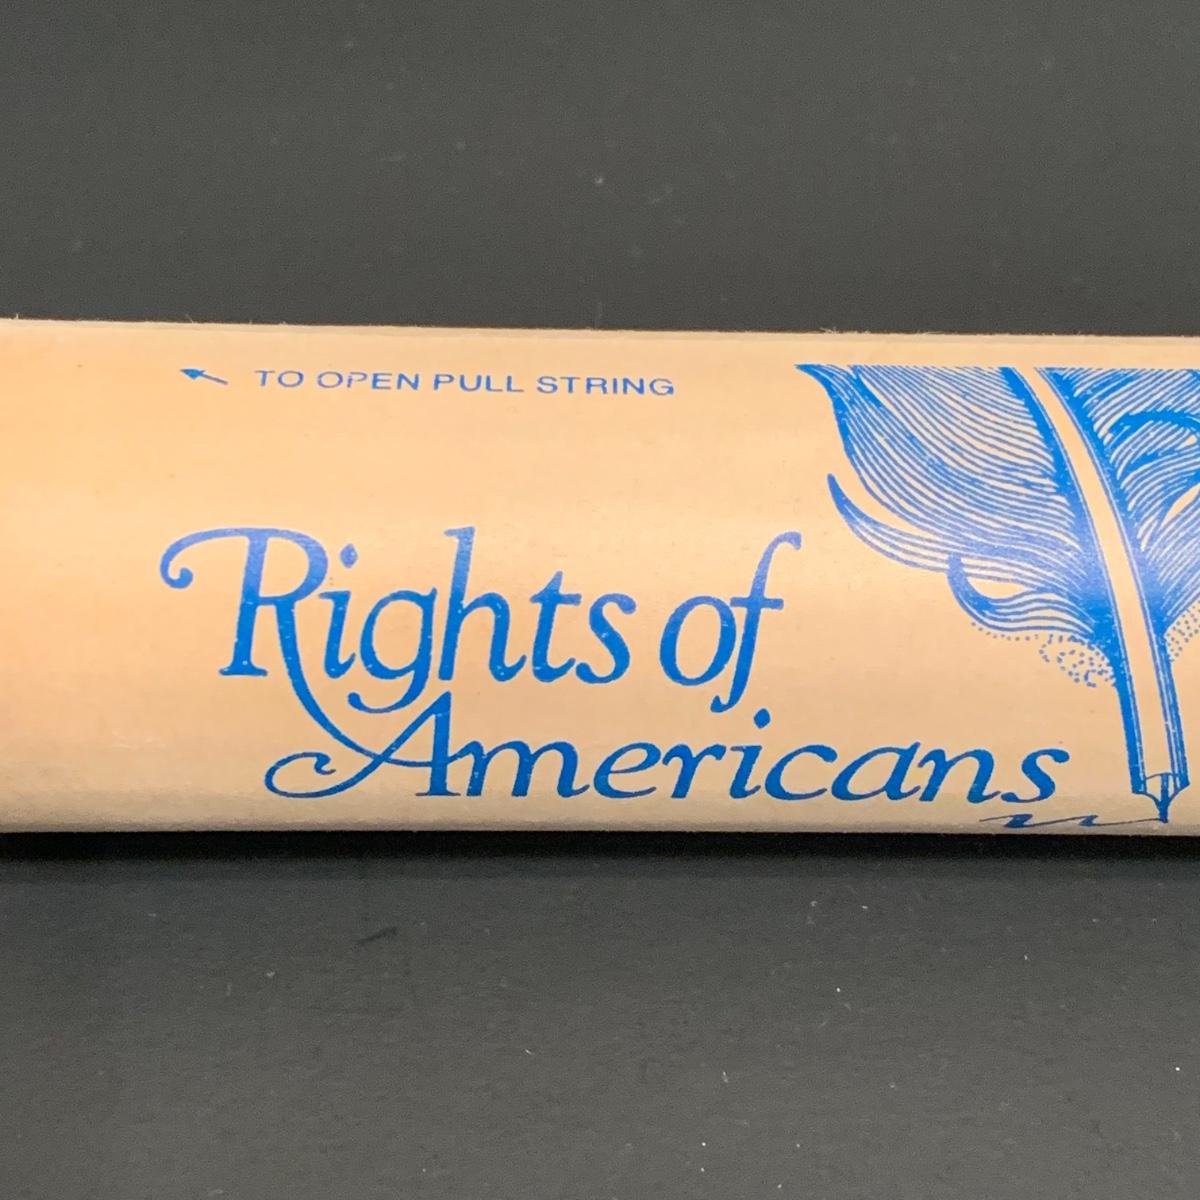 TO OPEN PULL STRING
Rights of
Americans